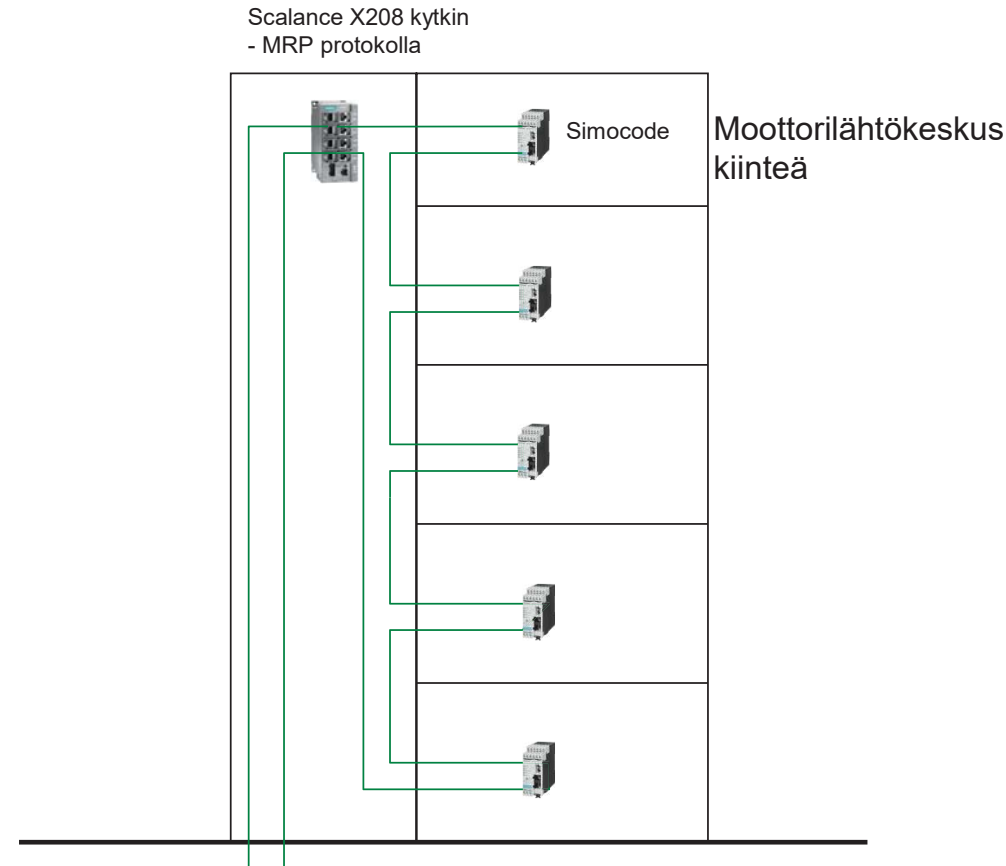 Scalance X208 kytkin
- MRP protokolla
Simocode
Moottorilähtökeskus
kiinteä